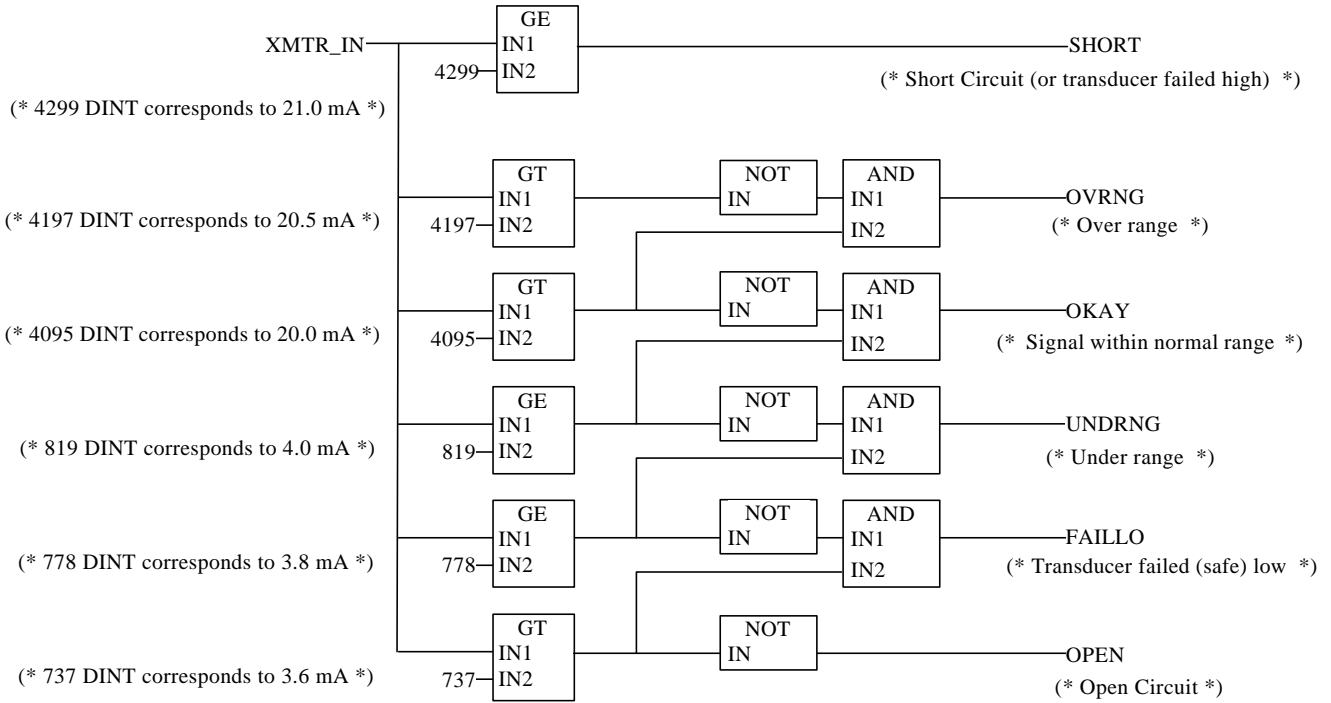 GE
XMTR_IN
IN1
SHORT
4299
IN2
(* Short Circuit (or transducer failed high) *)
(* 4299 DINT corresponds to 21.0 mA *)
GT
NOT
AND
IN1
IN
IN1
OVRNG
(* 4197 DINT corresponds to 20.5 mA *)
4197
IN2
IN2
(* Over range *)
GT
NOT
AND
IN1
IN
IN1
OKAY
(* 4095 DINT corresponds to 20.0 mA *)
4095
IN2
IN2
(* Signal within normal range *)
GE
NOT
AND
IN1
IN
IN1
UNDRNG
(* 819 DINT corresponds to 4.0 mA *)
819
IN2
IN2
(* Under range *)
GE
NOT
AND
IN1
IN
IN1
FAILLO
(* 778 DINT corresponds to 3.8 mA *)
778
IN2
IN2
(* Transducer failed (safe) low *)
GT
NOT
IN1
IN
OPEN
(* 737 DINT corresponds to 3.6 mA *)
737
IN2
(* Open Circuit *)